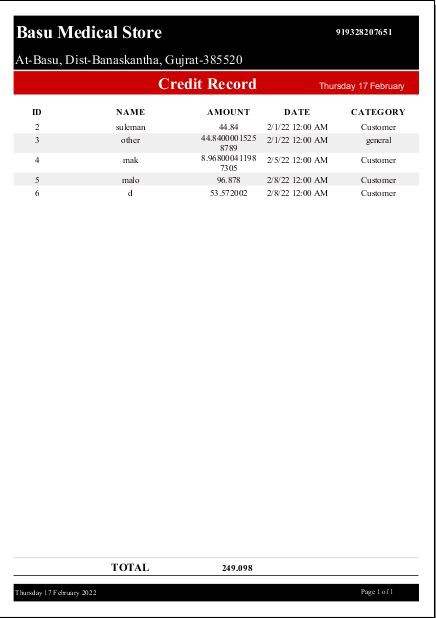 Basu Medical Store 919328207651
At-Basu, Dist-Banaskantha, Gujrat-385520
Credit Record Thursday 17 February
ID NAME AMOUNT DATE CATEGORY
2 suleman 44.84 2/1/22 12:00 AM Customer
3 other 44.8400001525 2/1/22 12:00 AM general
8789
4 mak 8.96800041198 2/5/22 12:00 AM Customer
7305
5 malo 96.878 2/8/22 12:00 AM Customer
6 d 53.572002 2/8/22 12:00 AM Customer
TOTAL 249.098
Thursday 17 February 2022 Page 1 of 1